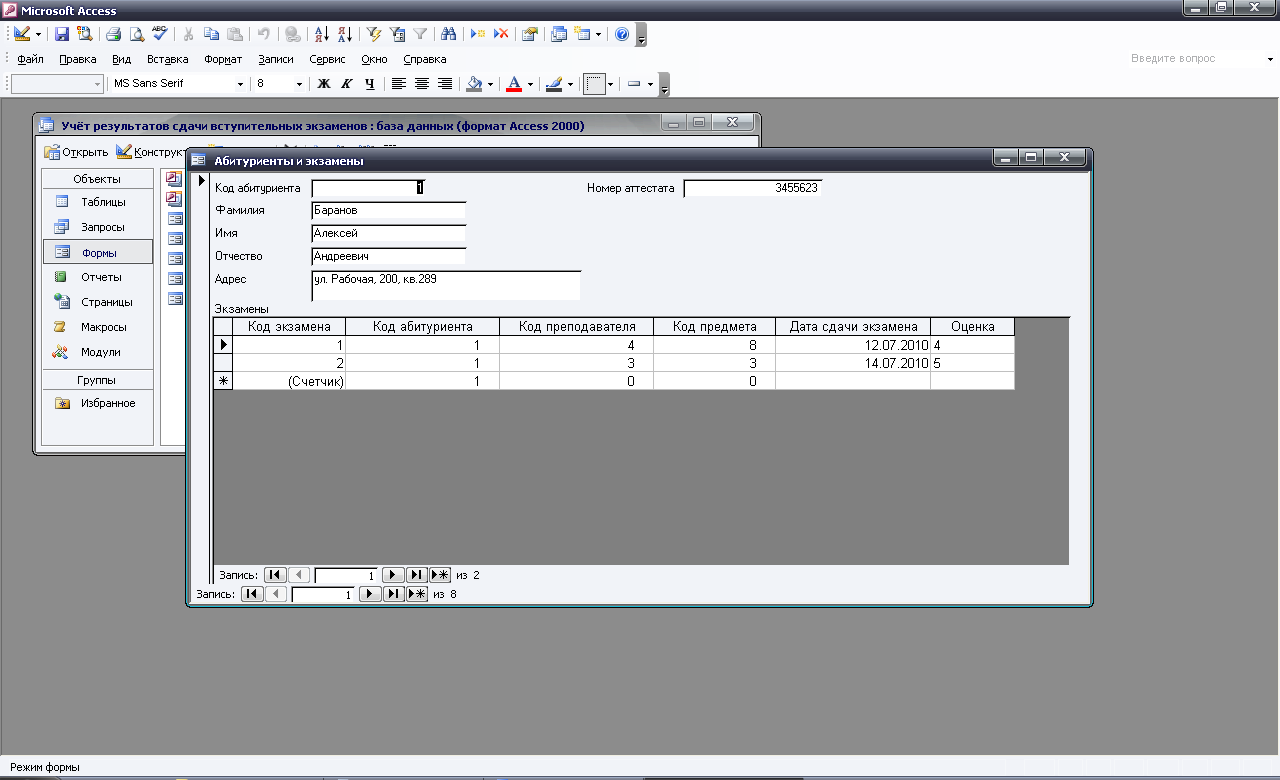 Microsoft Access
Файл Правка Вид Вставка Формат Записи Сервис Окно Справка Введите вопрос
MS Sans Serif 8 Ж К Ч
Учёт результатов сдачи вступительных экзаменов : база данных (формат Access 2000)
Открыть
Абитуриенты и экзамены
Объекты
Таблицы
Запросы
Формы
Отчеты
Страницы
Макросы
Модули
Группы
Избранное
Код абитуриента 1 Номер аттестата 3455623
Фамилия Баранов
Имя Алексей
Отчество Андреевич
Адрес ул. Рабочая, 200, кв.289
Экзамены
Код экзамена Код абитуриента Код преподавателя Код предмета Дата сдачи экзамена Оценка
1 1 4 8 12.07.2010 4
2 1 3 3 14.07.2010 5
(Счетчик) 1 0 0
Запись: 1 из 2
Запись: 1 из 8
Режим формы